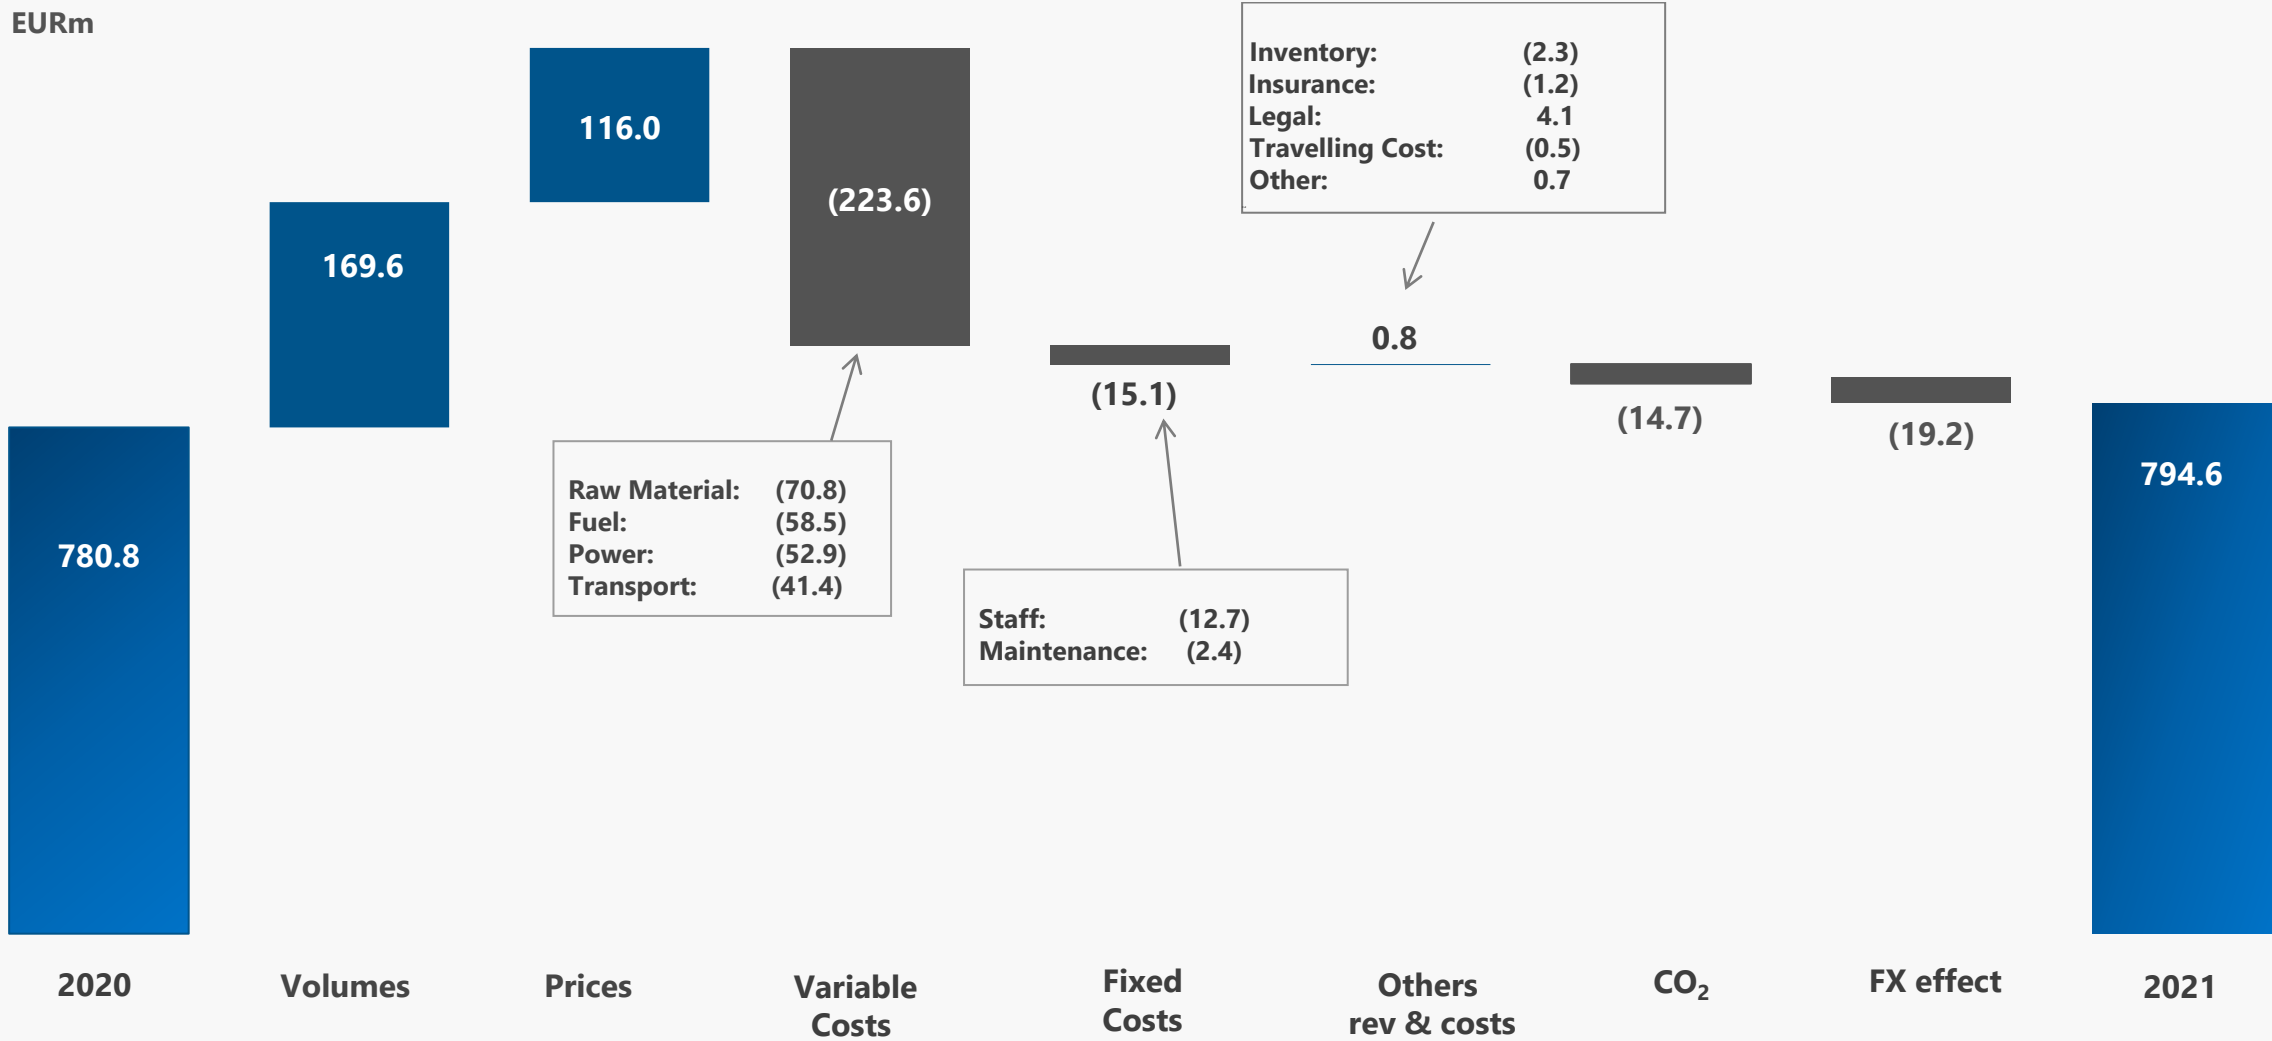 EURm
780.8
169.6
116.0
(223.6)
Raw Material: (70.8)
Fuel: (58.5)
Power: (52.9)
Transport: (41.4)
(15.1)
Staff: (12.7)
Maintenance: (2.4)
Inventory: (2.3)
Insurance: (1.2)
Legal: 4.1
Travelling Cost: (0.5)
Other: 0.7
0.8
(14.7)
(19.2)
794.6
2020
Volumes
Prices
Variable
Costs
Fixed
Costs
Others
rev & costs
CO₂
FX effect
2021